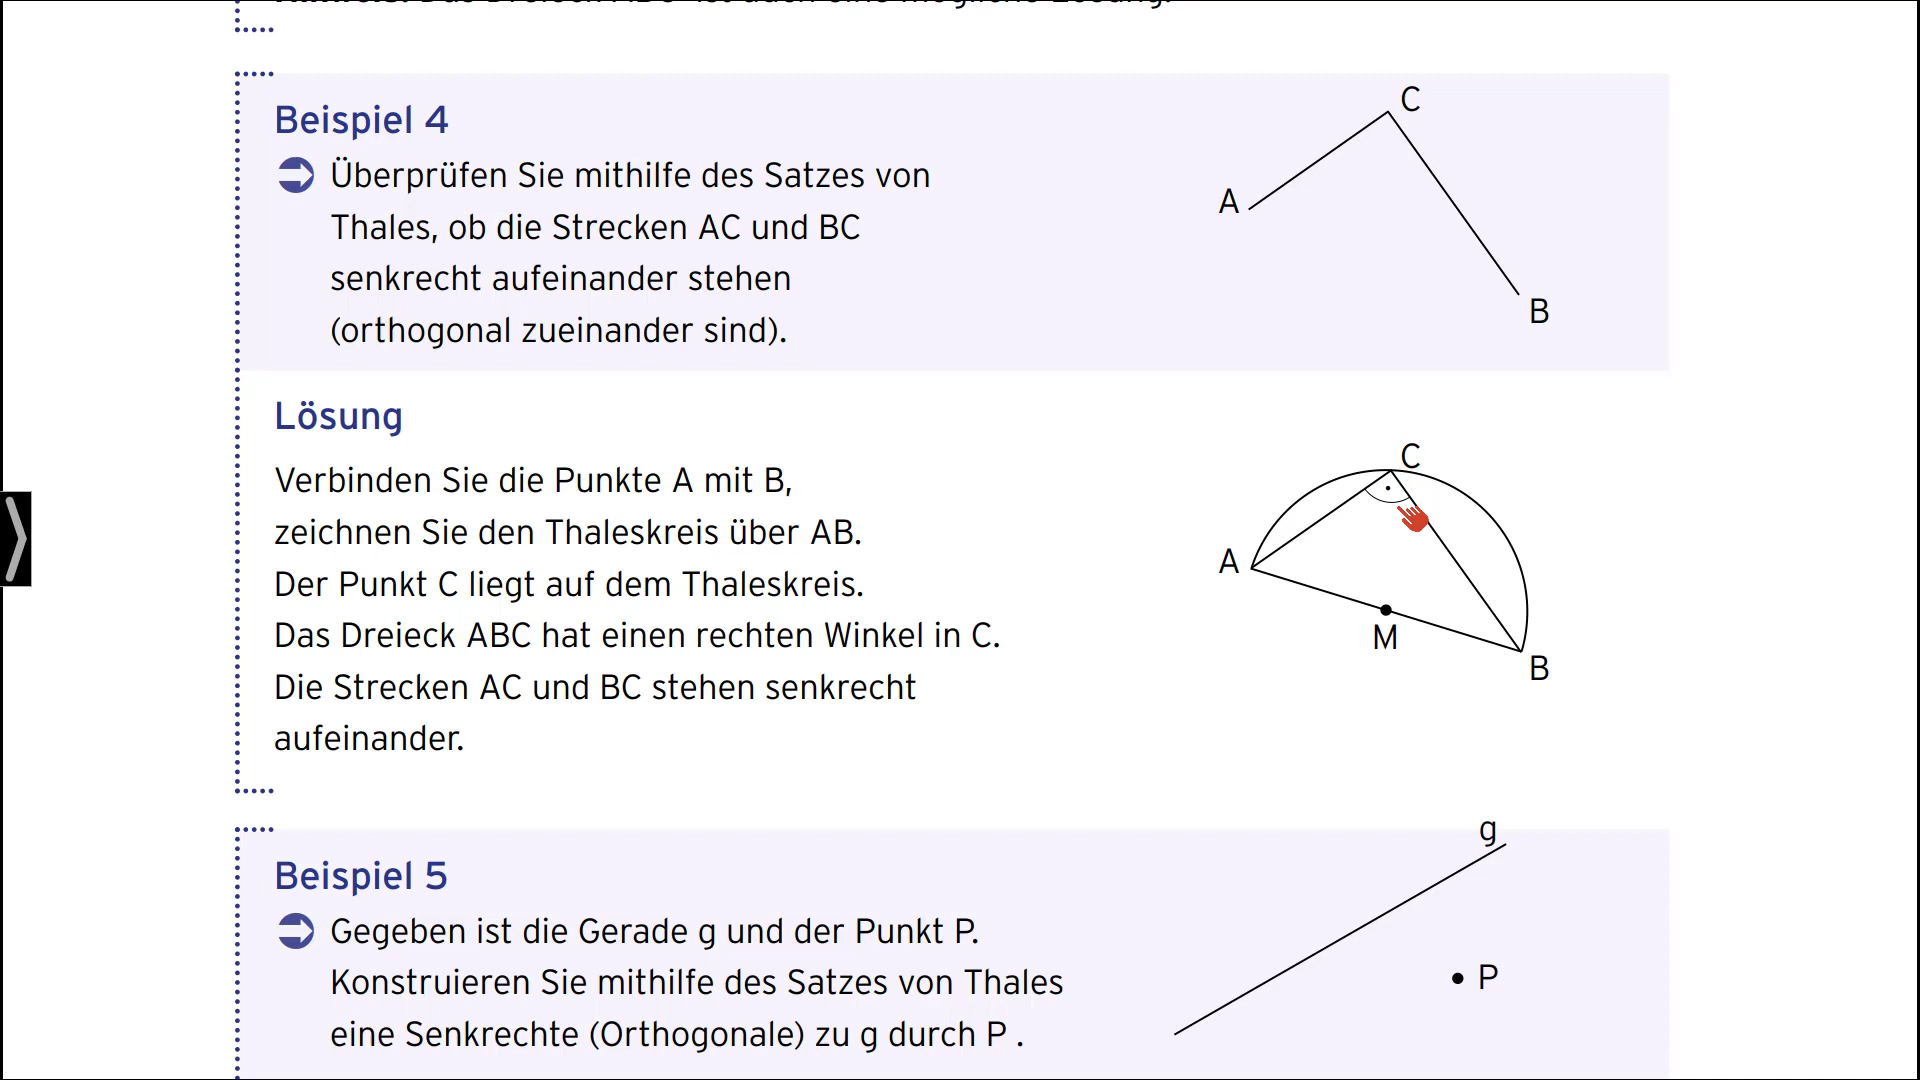 Beispiel 4
Überprüfen Sie mithilfe des Satzes von
Thales, ob die Strecken AC und BC
senkrecht aufeinander stehen
(orthogonal zueinander sind).
C
A
B
Lösung
Verbinden Sie die Punkte A mit B,
zeichnen Sie den Thaleskreis über AB.
Der Punkt C liegt auf dem Thaleskreis.
Das Dreieck ABC hat einen rechten Winkel in C.
Die Strecken AC und BC stehen senkrecht
aufeinander.
C
A
M
B
Beispiel 5
Gegeben ist die Gerade g und der Punkt P.
Konstruieren Sie mithilfe des Satzes von Thales
eine Senkrechte (Orthogonale) zu g durch P .
g
P